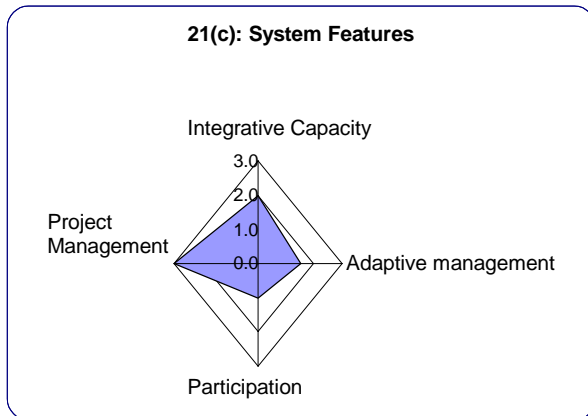 21(c): System Features
Integrative Capacity
3.0
2.0
1.0
0.0
Project
Management
Adaptive management
Participation